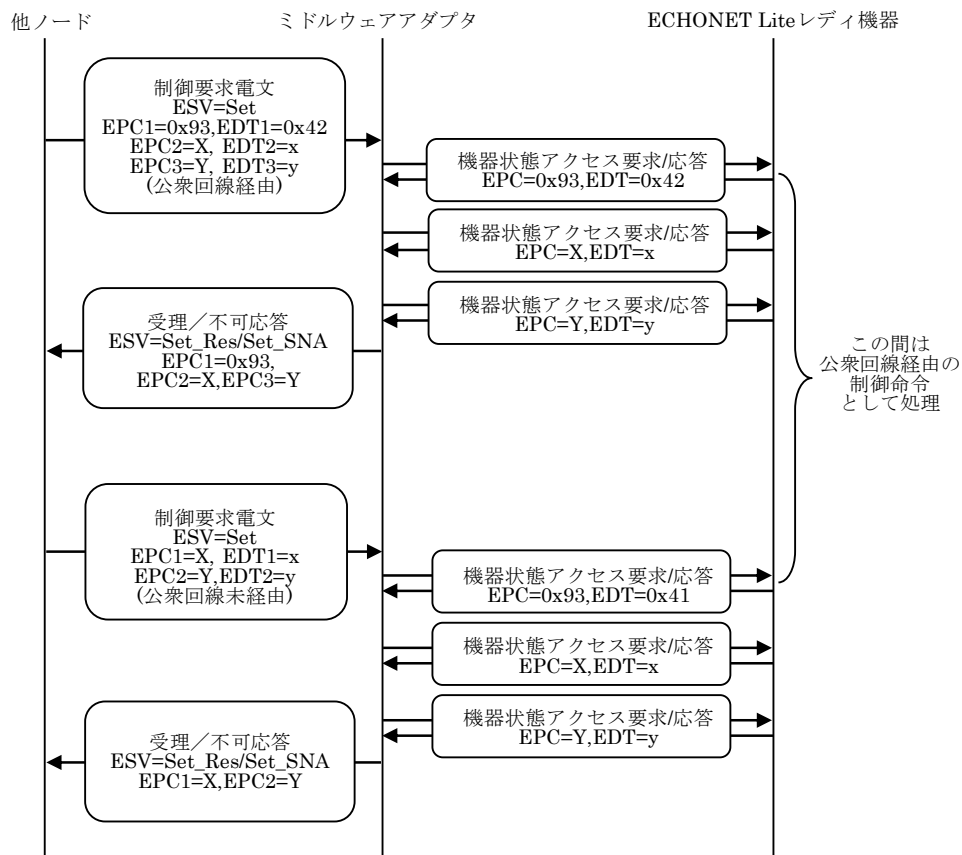 他ノード
ミドルウェアアダプタ
ECHONET Liteレディ機器
制御要求電文
ESV=Set
EPC1=0x93,EDT1=0x42
EPC2=X, EDT2=x
EPC3=Y, EDT3=y
(公衆回線経由)
機器状態アクセス要求/応答
EPC=0x93,EDT=0x42
機器状態アクセス要求/応答
EPC=X,EDT=x
機器状態アクセス要求/応答
EPC=Y,EDT=y
受理／不可応答
ESV=Set_Res/Set_SNA
EPC1=0x93,
EPC2=X,EPC3=Y
この間は
公衆回線経由の
制御命令
として処理
制御要求電文
ESV=Set
EPC1=X, EDT1=x
EPC2=Y,EDT2=y
(公衆回線未経由)
機器状態アクセス要求/応答
EPC=0x93,EDT=0x41
機器状態アクセス要求/応答
EPC=X,EDT=x
機器状態アクセス要求/応答
EPC=Y,EDT=y
受理／不可応答
ESV=Set_Res/Set_SNA
EPC1=X,EPC2=Y